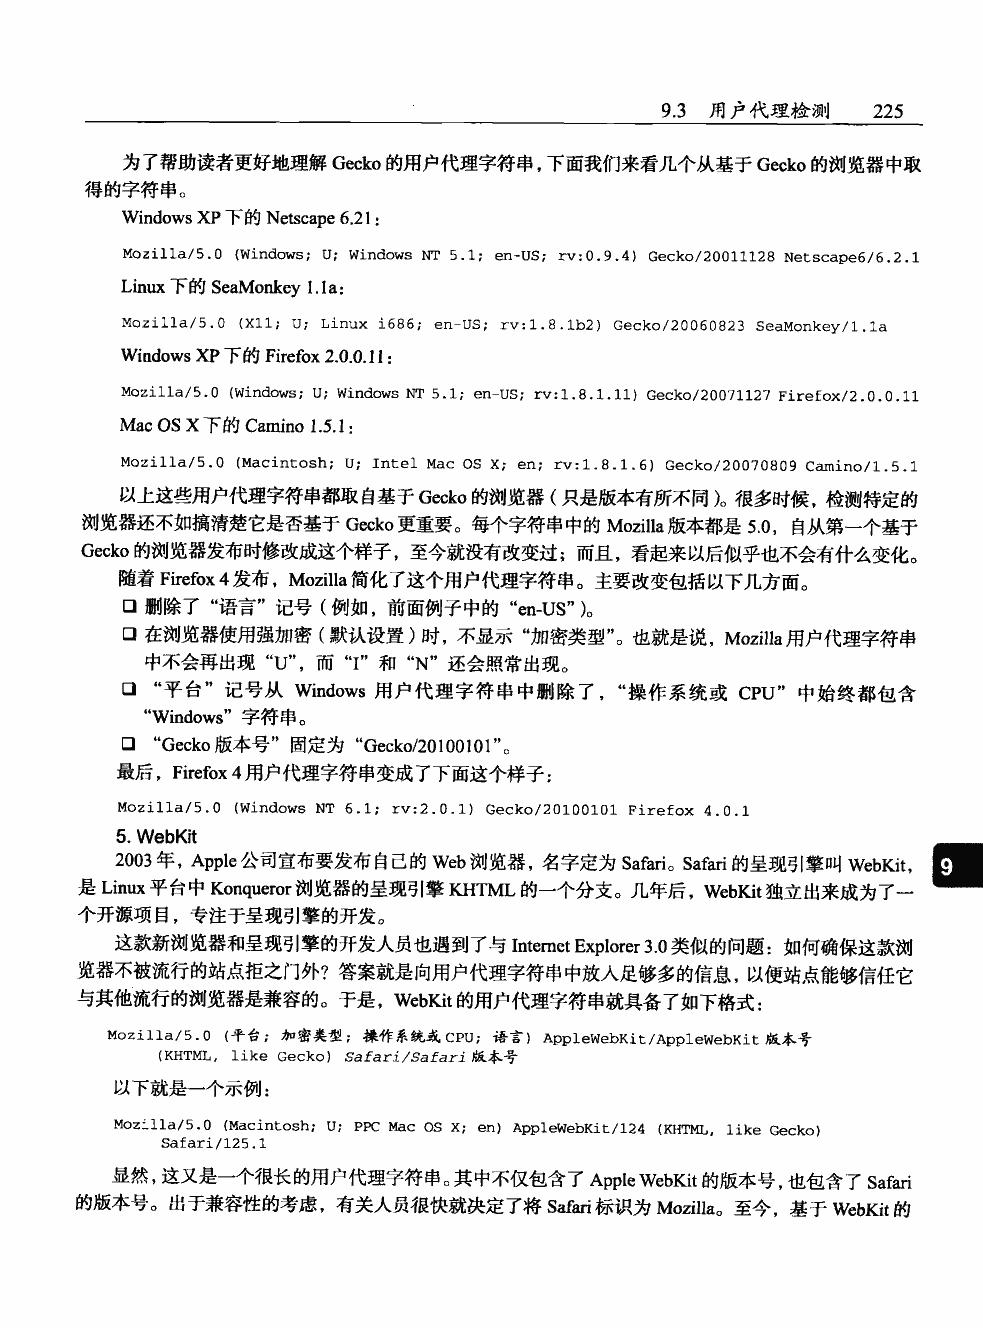 9.3 用户代理检测 225
为了帮助读者更好地理解 Gecko 的用户代理字符串，下面我们来看几个从基于 Gecko 的浏览器中取
得的字符串。
Windows XP 下的 Netscape 6.21：
Mozilla/5.0 (Windows; U; Windows NT 5.1; en-US; rv:0.9.4) Gecko/20011128 Netscape6/6.2.1
Linux 下的 SeaMonkey 1.1a：
Mozilla/5.0 (X11; U; Linux i686; en-US; rv:1.8.1b2) Gecko/20060823 SeaMonkey/1.1a
Windows XP 下的 Firefox 2.0.0.11：
Mozilla/5.0 (Windows; U; Windows NT 5.1; en-US; rv:1.8.1.11) Gecko/20071127 Firefox/2.0.0.11
Mac OS X 下的 Camino 1.5.1：
Mozilla/5.0 (Macintosh; U; Intel Mac OS X; en; rv:1.8.1.6) Gecko/20070809 Camino/1.5.1
以上这些用户代理字符串都取自基于 Gecko 的浏览器（只是版本有所不同）。很多时候，检测特定的
浏览器还不如搞清楚它是否基于 Gecko 更重要。每个字符串中的 Mozilla 版本都是 5.0，自从第一个基于
Gecko 的浏览器发布时修改成这个样子，至今就没有改变过；而且，看起来以后似乎也不会有什么变化。
随着 Firefox 4 发布，Mozilla 简化了这个用户代理字符串。主要改变包括以下几方面。
❑ 删除了“语言”记号（例如，前面例子中的“en-US”）。
❑ 在浏览器使用强加密（默认设置）时，不显示“加密类型”。也就是说，Mozilla 用户代理字符串
中不会再出现“U”，而“I”和“N”还会照常出现。
❑ “平台”记号从 Windows 用户代理字符串中删除了，“操作系统或 CPU”中始终都包含
“Windows”字符串。
❑ “Gecko 版本号”固定为“Gecko/20100101”。
最后，Firefox 4 用户代理字符串变成了下面这个样子：
Mozilla/5.0 (Windows NT 6.1; rv:2.0.1) Gecko/20100101 Firefox 4.0.1
5. WebKit
2003 年，Apple 公司宣布要发布自己的 Web 浏览器，名字定为 Safari。Safari 的呈现引擎叫 WebKit，
9
是 Linux 平台中 Konqueror 浏览器的呈现引擎 KHTML 的一个分支。几年后，WebKit 独立出来成为了一
个开源项目，专注于呈现引擎的开发。
这款新浏览器和呈现引擎的开发人员也遇到了与 Internet Explorer 3.0 类似的问题：如何确保这款浏
览器不被流行的站点拒之门外？答案就是向用户代理字符串中放入足够多的信息，以便站点能够信任它
与其他流行的浏览器是兼容的。于是，WebKit 的用户代理字符串就具备了如下格式：
Mozilla/5.0 (平台; 加密类型; 操作系统或 CPU; 语言) AppleWebKit/AppleWebKit 版本号
(KHTML, like Gecko) Safari/Safari 版本号
以下就是一个示例：
Mozilla/5.0 (Macintosh; U; PPC Mac OS X; en) AppleWebKit/124 (KHTML, like Gecko)
Safari/125.1
显然，这又是一个很长的用户代理字符串。其中不仅包含了 Apple WebKit 的版本号，也包含了 Safari
的版本号。出于兼容性的考虑，有关人员很快就决定了将 Safari 标识为 Mozilla。至今，基于 WebKit 的